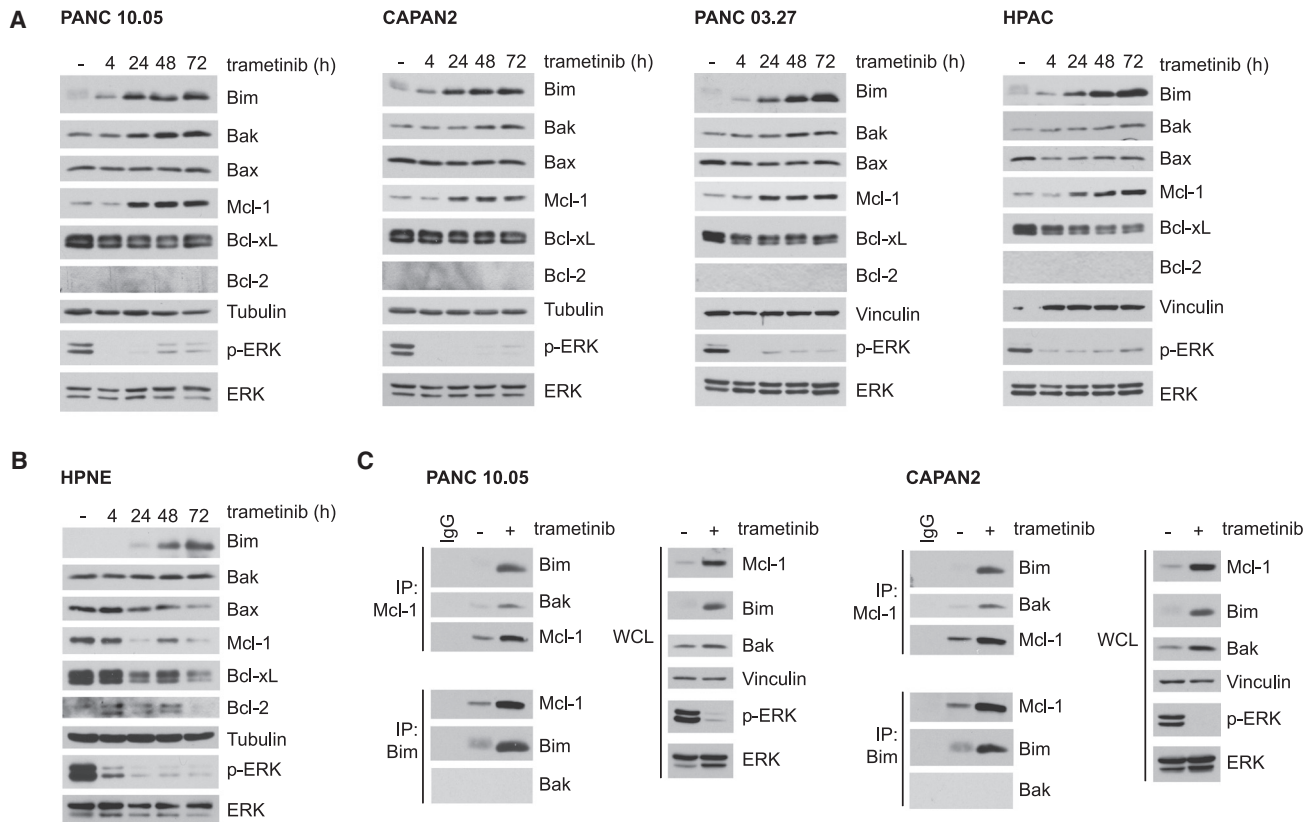 A
PANC 10.05
- 4 24 48 72 trametinib (h)
Bim
Bak
Bax
Mcl-1
Bcl-xL
Bcl-2
Tubulin
p-ERK
ERK
CAPAN2
- 4 24 48 72 trametinib (h)
Bim
Bak
Bax
Mcl-1
Bcl-xL
Bcl-2
Tubulin
p-ERK
ERK
PANC 03.27
- 4 24 48 72 trametinib (h)
Bim
Bak
Bax
Mcl-1
Bcl-xL
Bcl-2
Vinculin
p-ERK
ERK
HPAC
- 4 24 48 72 trametinib (h)
Bim
Bak
Bax
Mcl-1
Bcl-xL
Bcl-2
Vinculin
p-ERK
ERK
B
HPNE
- 4 24 48 72 trametinib (h)
Bim
Bak
Bax
Mcl-1
Bcl-xL
Bcl-2
Tubulin
p-ERK
ERK
C
PANC 10.05
IgG - + trametinib
IP:
Mcl-1
Bim
Bak
Mcl-1
IP:
Bim
Mcl-1
Bim
Bak
- + trametinib
WCL
Mcl-1
Bim
Bak
Vinculin
p-ERK
ERK
CAPAN2
IgG - + trametinib
IP:
Mcl-1
Bim
Bak
Mcl-1
IP:
Bim
Mcl-1
Bim
Bak
- + trametinib
WCL
Mcl-1
Bim
Bak
Vinculin
p-ERK
ERK